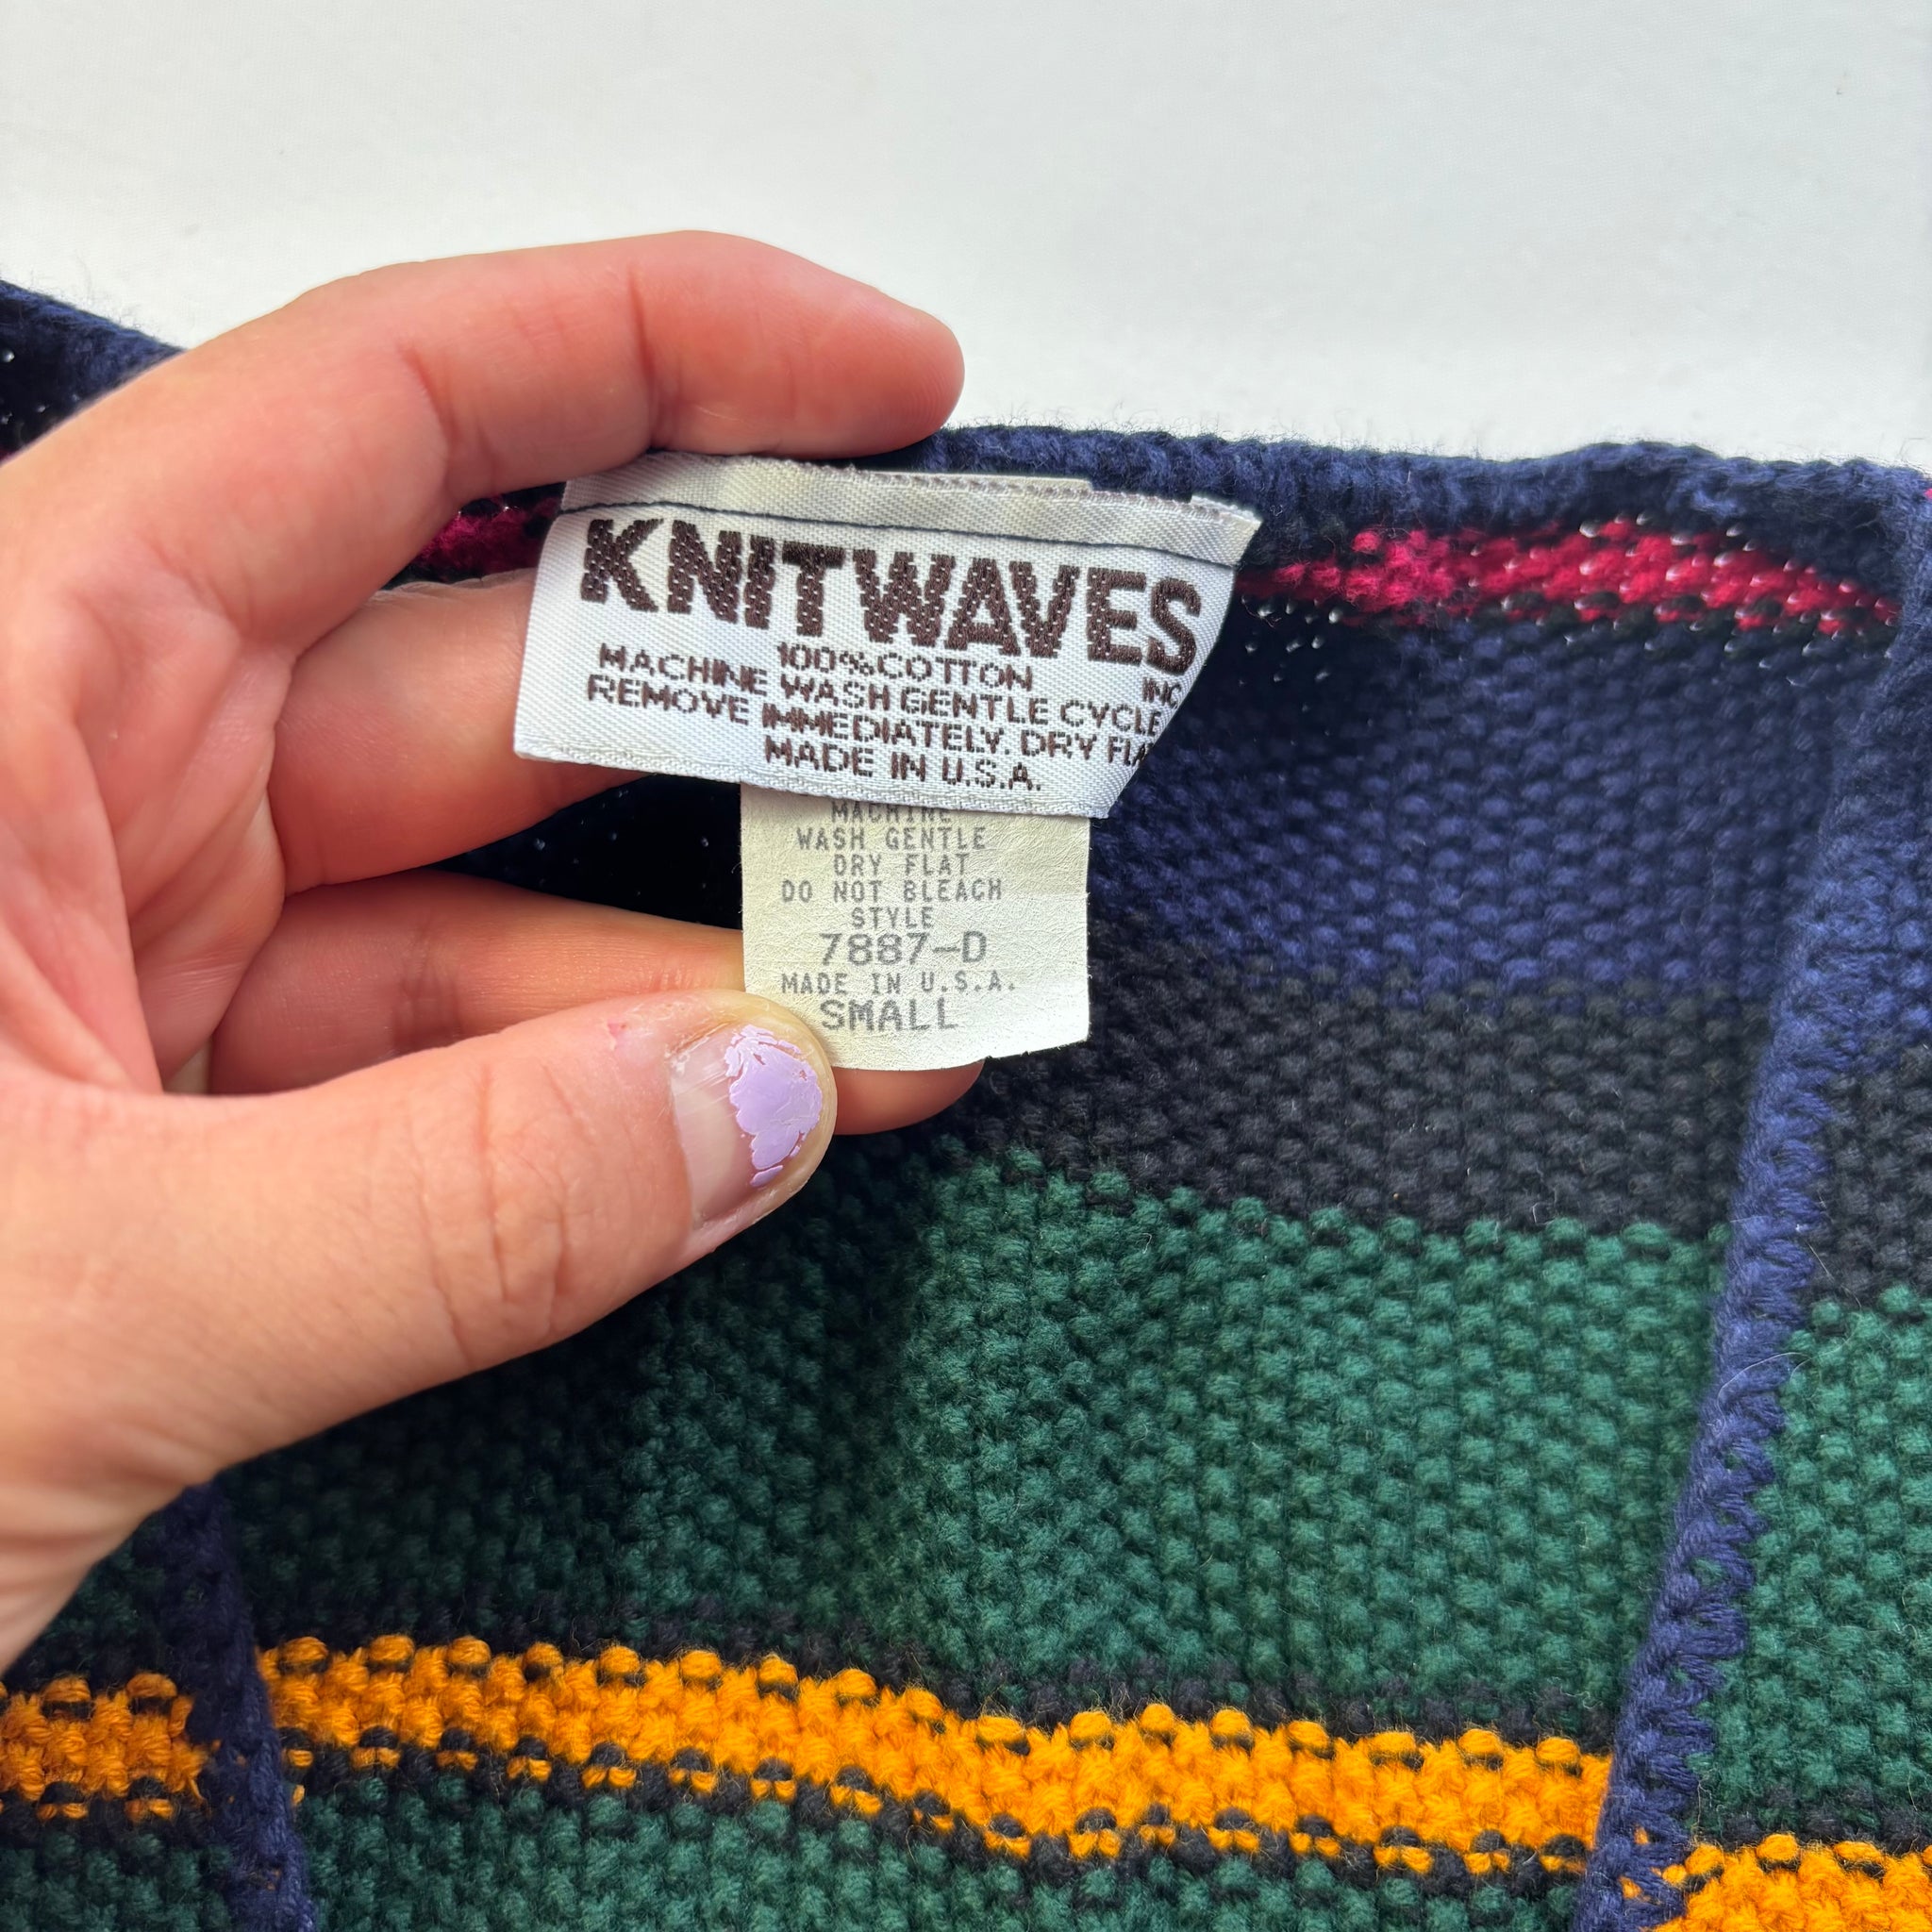 KNITWAVES
INC
100% COTTON
MACHINE WASH GENTLE CYCLE
REMOVE IMMEDIATELY. DRY
MADE IN U.S.A.
MACHINE
WASH GENTLE
DRY FLAT
DO NOT BLEACH
STYLE
7887-D
MADE IN U.S.A.
SMALL